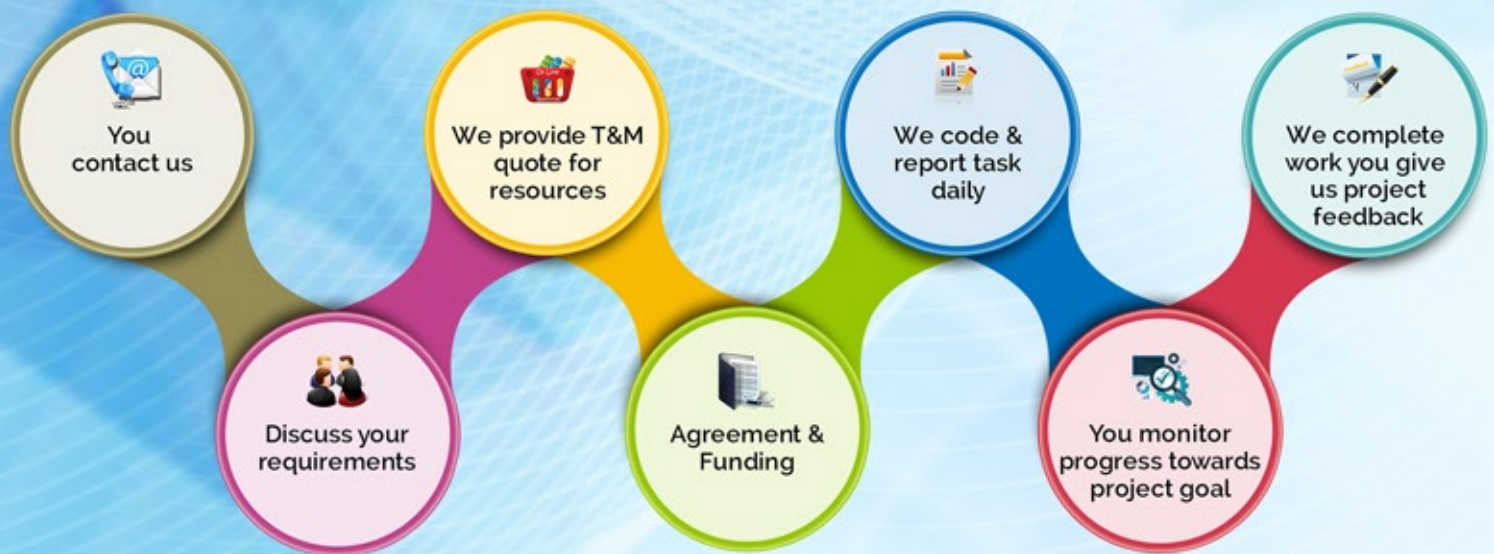 You
contact us
Discuss your
requirements
We provide T&M
quote for
resources
Agreement &
Funding
We code &
report task
daily
You monitor
progress towards
project goal
We complete
work you give
us project
feedback